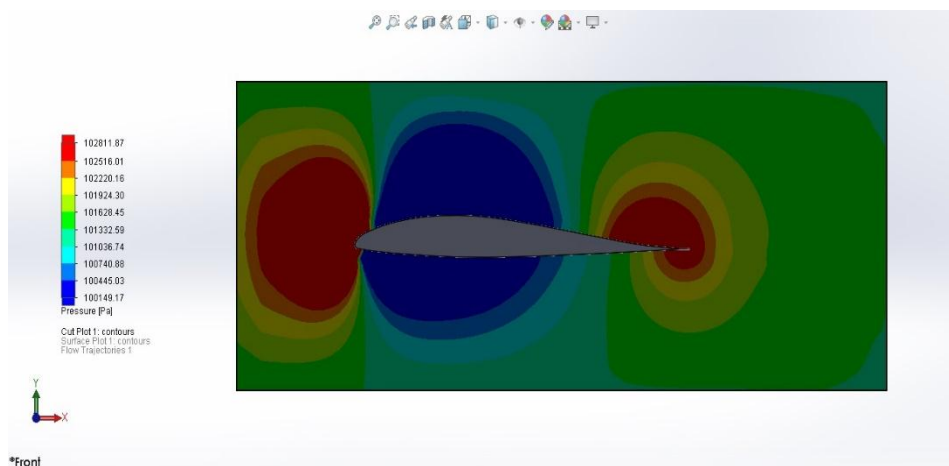 102811.87
102516.01
102220.16
101924.30
101628.45
101332.59
101036.74
100740.88
100445.03
100149.17
Pressure [Pa]
Cut Plot 1: contours
Surface Plot 1: contours
Flow Trajectories 1
Y
X
*Front